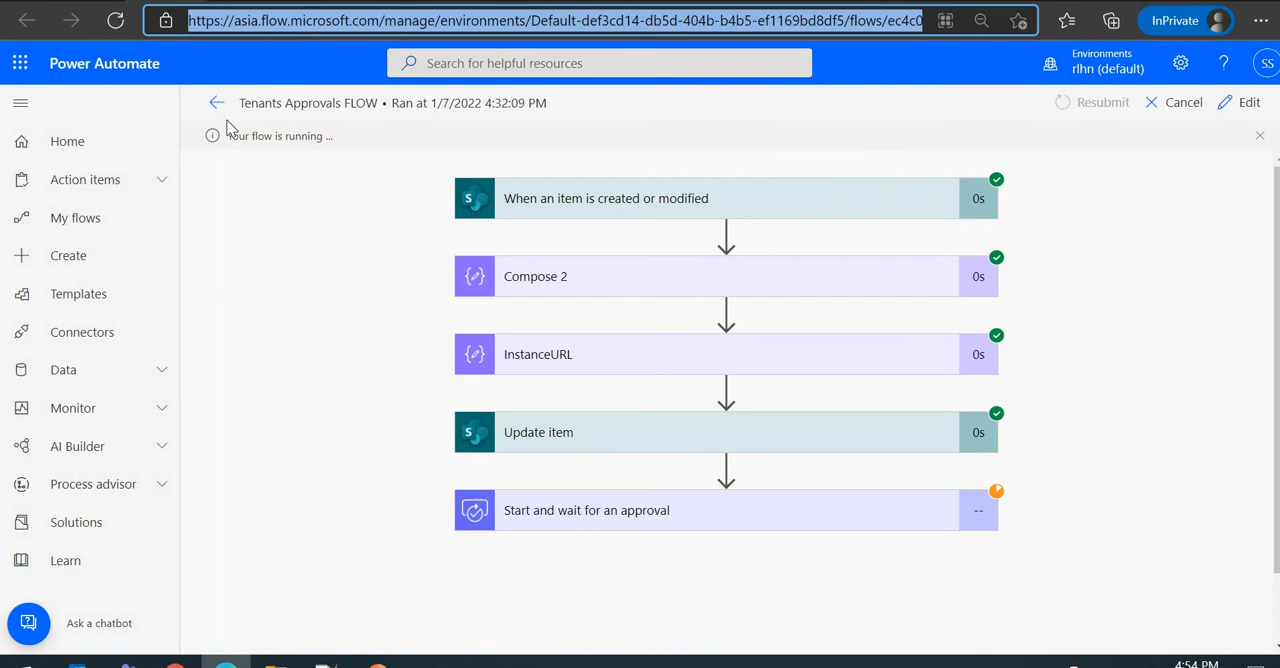 https://asia.flow.microsoft.com/manage/environments/Default-def3cd14-db5d-404b-b4b5-ef1169bd8df5/flows/ec4c0
InPrivate
Power Automate
Search for helpful resources
Environments
rlhn (default)
?
SS
Tenants Approvals FLOW • Ran at 1/7/2022 4:32:09 PM
Resubmit
Cancel
Edit
Your flow is running ...
Home
Action items
My flows
Create
Templates
Connectors
Data
Monitor
AI Builder
Process advisor
Solutions
Learn
Ask a chatbot
S
When an item is created or modified
0s
Compose 2
0s
InstanceURL
0s
S
Update item
0s
Start and wait for an approval
--
4:54 PM